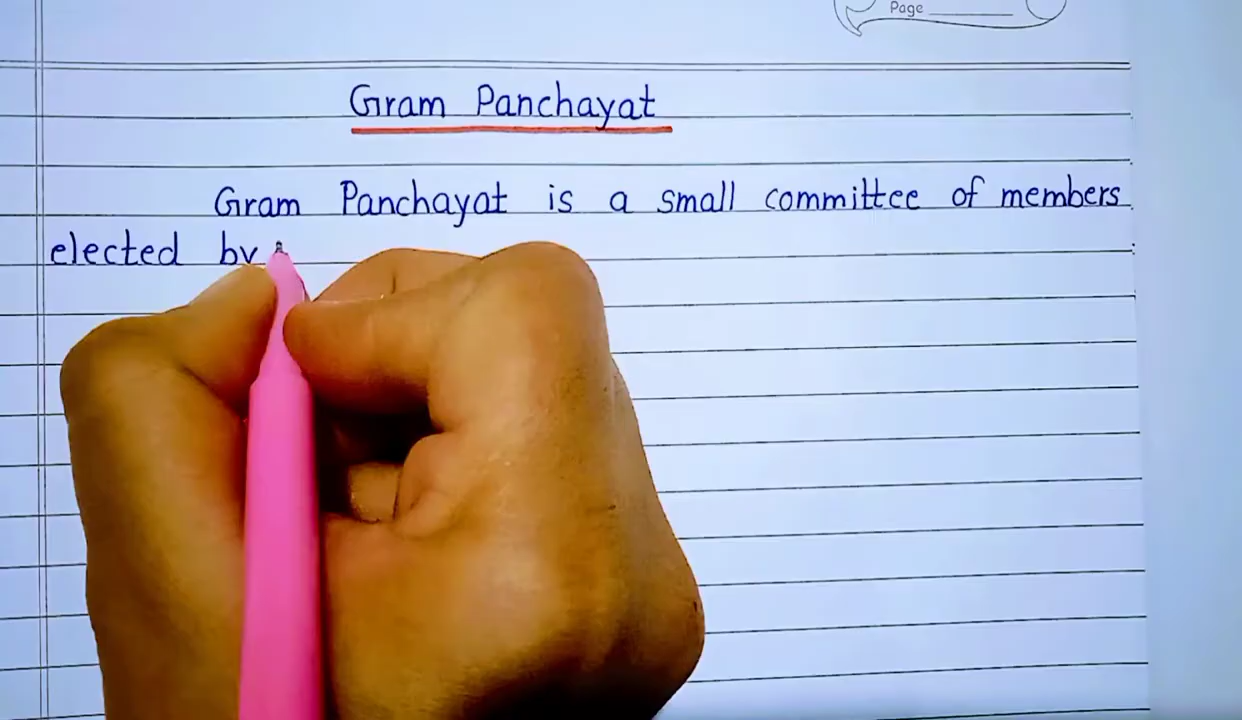 Page
Gram Panchayat
Gram Panchayat is a small committee of members
elected by